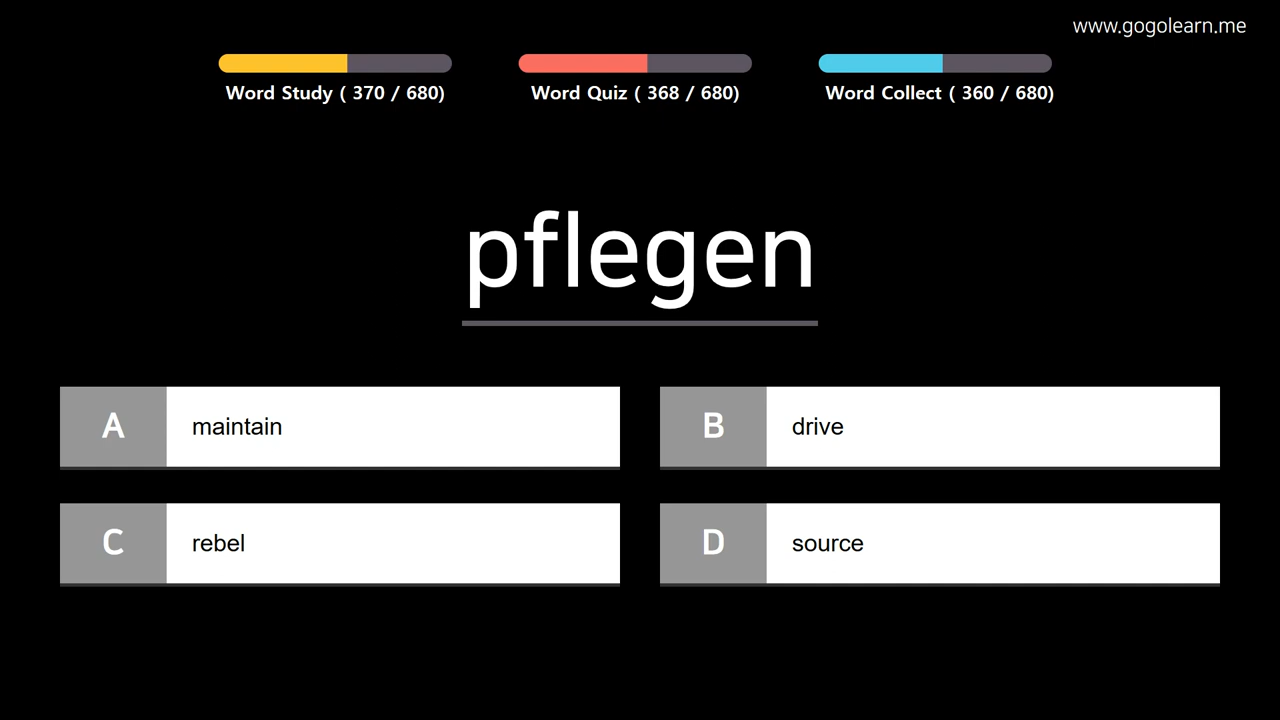 www.gogolearn.me
Word Study ( 370 / 680)
Word Quiz ( 368 / 680)
Word Collect ( 360 / 680)
pflegen
A maintain
B drive
C rebel
D source